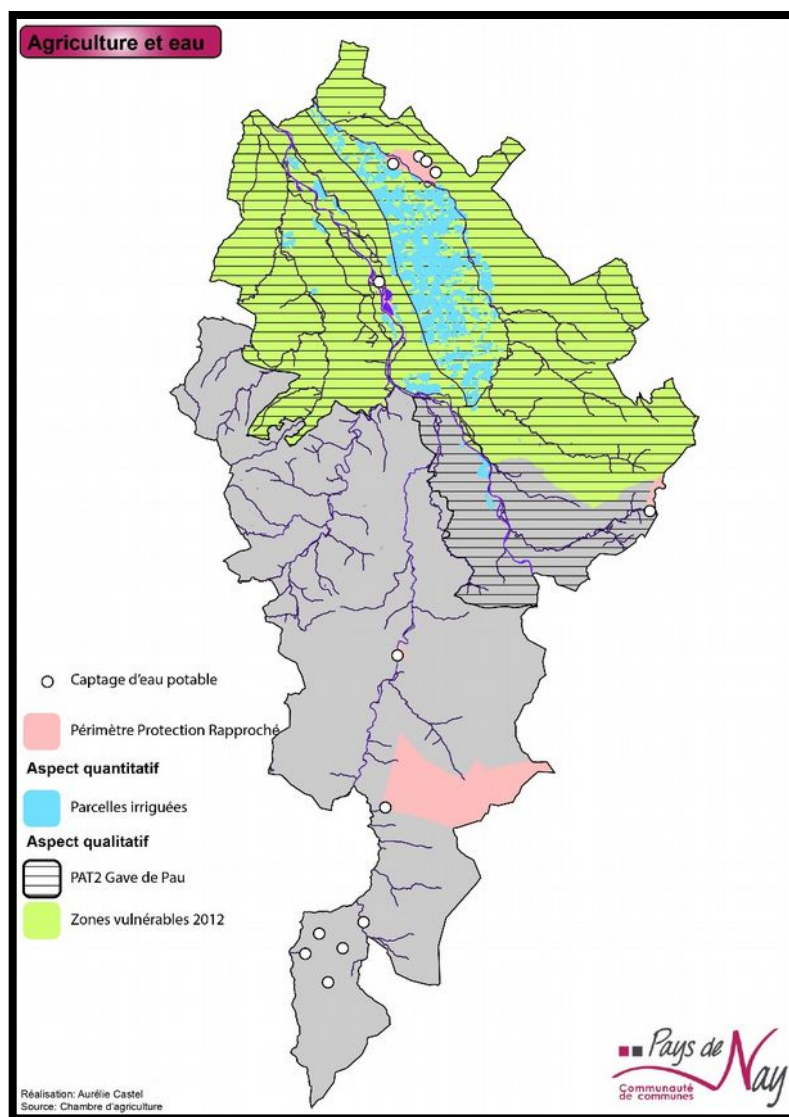 Agriculture et eau
Captage d'eau potable
Périmètre Protection Rapproché
Aspect quantitatif
Parcelles irriguées
Aspect qualitatif
PAT2 Gave de Pau
Zones vulnérables 2012
Réalisation: Aurélie Castel
Source: Chambre d'agriculture
Pays de Nay
Communauté
de communes